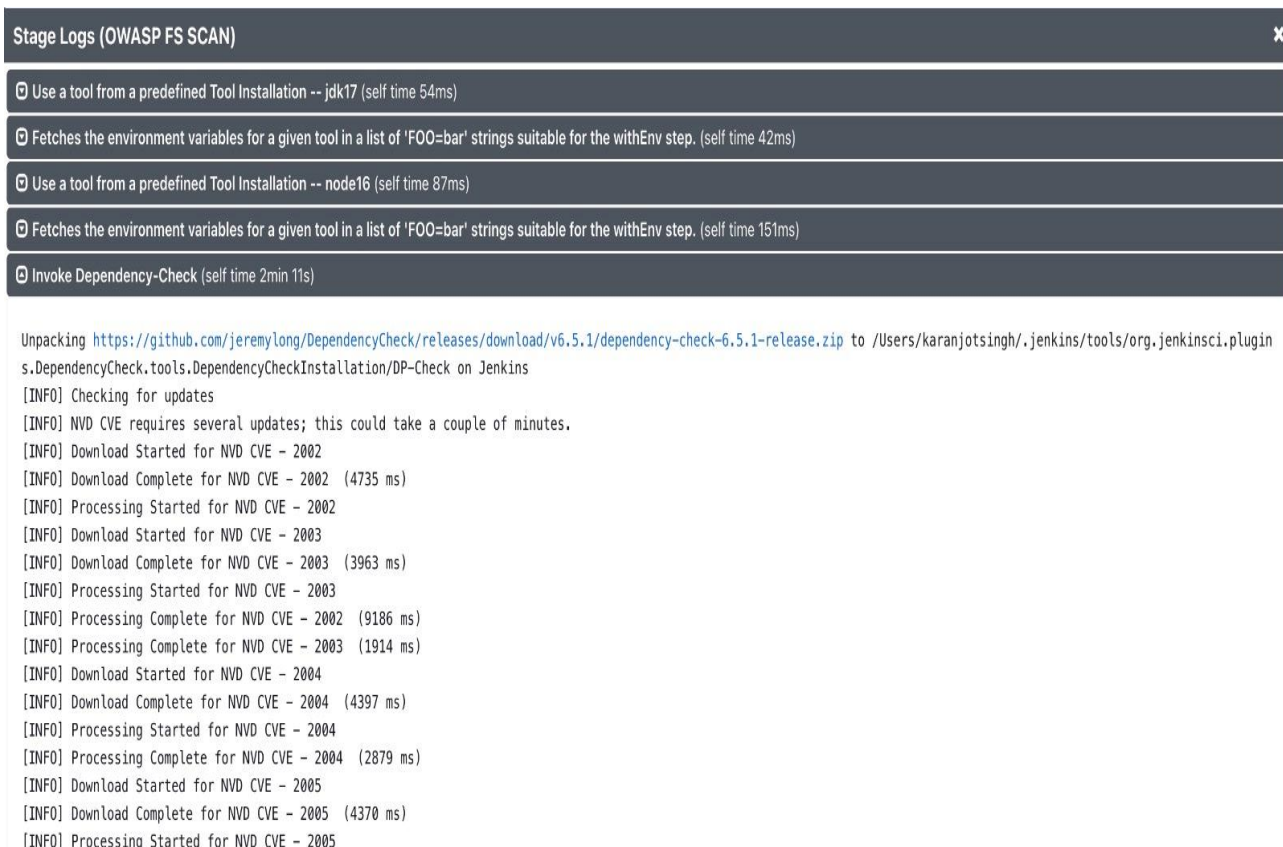 Stage Logs (OWASP FS SCAN)
Use a tool from a predefined Tool Installation -- jdk17 (self time 54ms)
Fetches the environment variables for a given tool in a list of 'FOO=bar' strings suitable for the withEnv step. (self time 42ms)
Use a tool from a predefined Tool Installation -- node16 (self time 87ms)
Fetches the environment variables for a given tool in a list of 'FOO=bar' strings suitable for the withEnv step. (self time 151ms)
Invoke Dependency-Check (self time 2min 11s)
Unpacking https://github.com/jeremylong/DependencyCheck/releases/download/v6.5.1/dependency-check-6.5.1-release.zip to /Users/karanjotsingh/.jenkins/tools/org.jenkinsci.plugin
s.DependencyCheck.tools.DependencyCheckInstallation/DP-Check on Jenkins
[INFO] Checking for updates
[INFO] NVD CVE requires several updates; this could take a couple of minutes.
[INFO] Download Started for NVD CVE – 2002
[INFO] Download Complete for NVD CVE – 2002  (4735 ms)
[INFO] Processing Started for NVD CVE – 2002
[INFO] Download Started for NVD CVE – 2003
[INFO] Download Complete for NVD CVE – 2003  (3963 ms)
[INFO] Processing Started for NVD CVE – 2003
[INFO] Processing Complete for NVD CVE – 2002  (9186 ms)
[INFO] Processing Complete for NVD CVE – 2003  (1914 ms)
[INFO] Download Started for NVD CVE – 2004
[INFO] Download Complete for NVD CVE – 2004  (4397 ms)
[INFO] Processing Started for NVD CVE – 2004
[INFO] Processing Complete for NVD CVE – 2004  (2879 ms)
[INFO] Download Started for NVD CVE – 2005
[INFO] Download Complete for NVD CVE – 2005  (4370 ms)
[INFO] Processing Started for NVD CVE – 2005